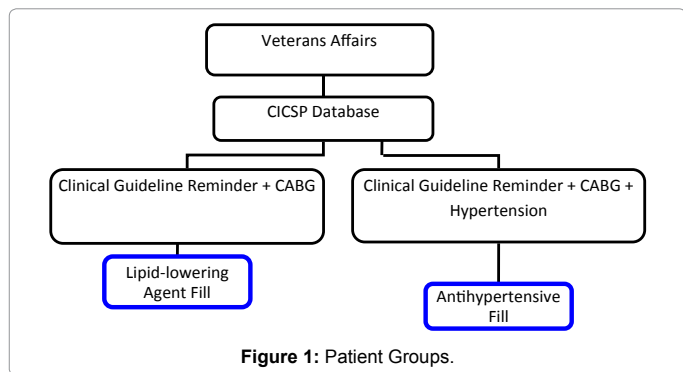 Veterans Affairs
CICSP Database
Clinical Guideline Reminder + CABG
Clinical Guideline Reminder + CABG +
Hypertension
Lipid-lowering
Agent Fill
Antihypertensive
Fill
Figure 1: Patient Groups.